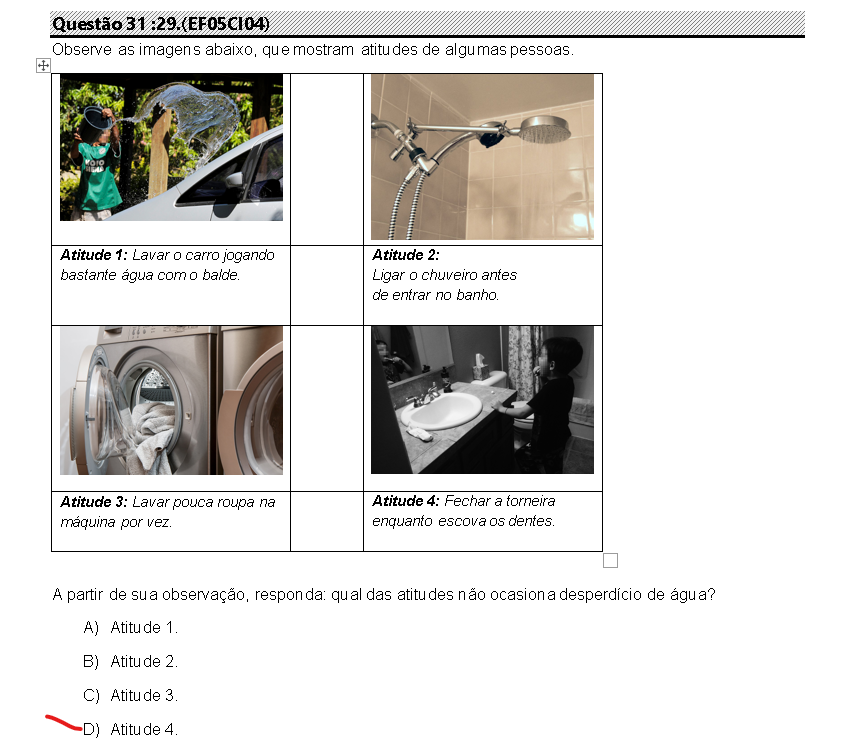 Questão 31 :29.(EF05CI04)
Observe as imagens abaixo, que mostram atitudes de algumas pessoas.
Atitude 1: Lavar o carro jogando
bastante água com o balde.
Atitude 2:
Ligar o chuveiro antes
de entrar no banho.
Atitude 3: Lavar pouca roupa na
máquina por vez.
Atitude 4: Fechar a torneira
enquanto escova os dentes.
A partir de sua observação, responda: qual das atitudes não ocasiona desperdício de água?
A) Atitude 1.
B) Atitude 2.
C) Atitude 3.
D) Atitude 4.